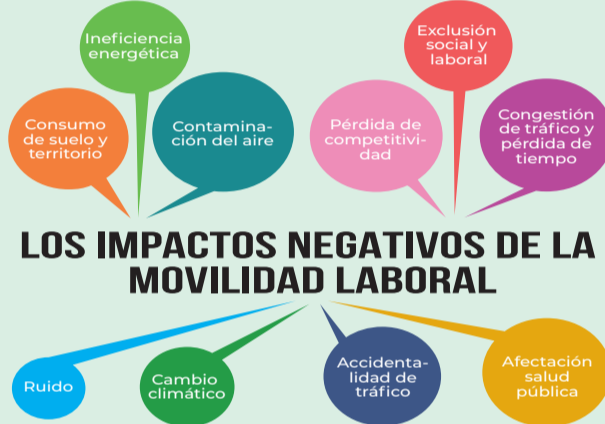 Ineficiencia
energética
Exclusión
social y
laboral
Consumo
de suelo y
territorio
Contamina-
ción del aire
Pérdida de
competitivi-
dad
Congestión
de tráfico y
pérdida de
tiempo
LOS IMPACTOS NEGATIVOS DE LA
MOVILIDAD LABORAL
Ruido
Cambio
climático
Accidenta-
lidad de
tráfico
Afectación
salud
pública